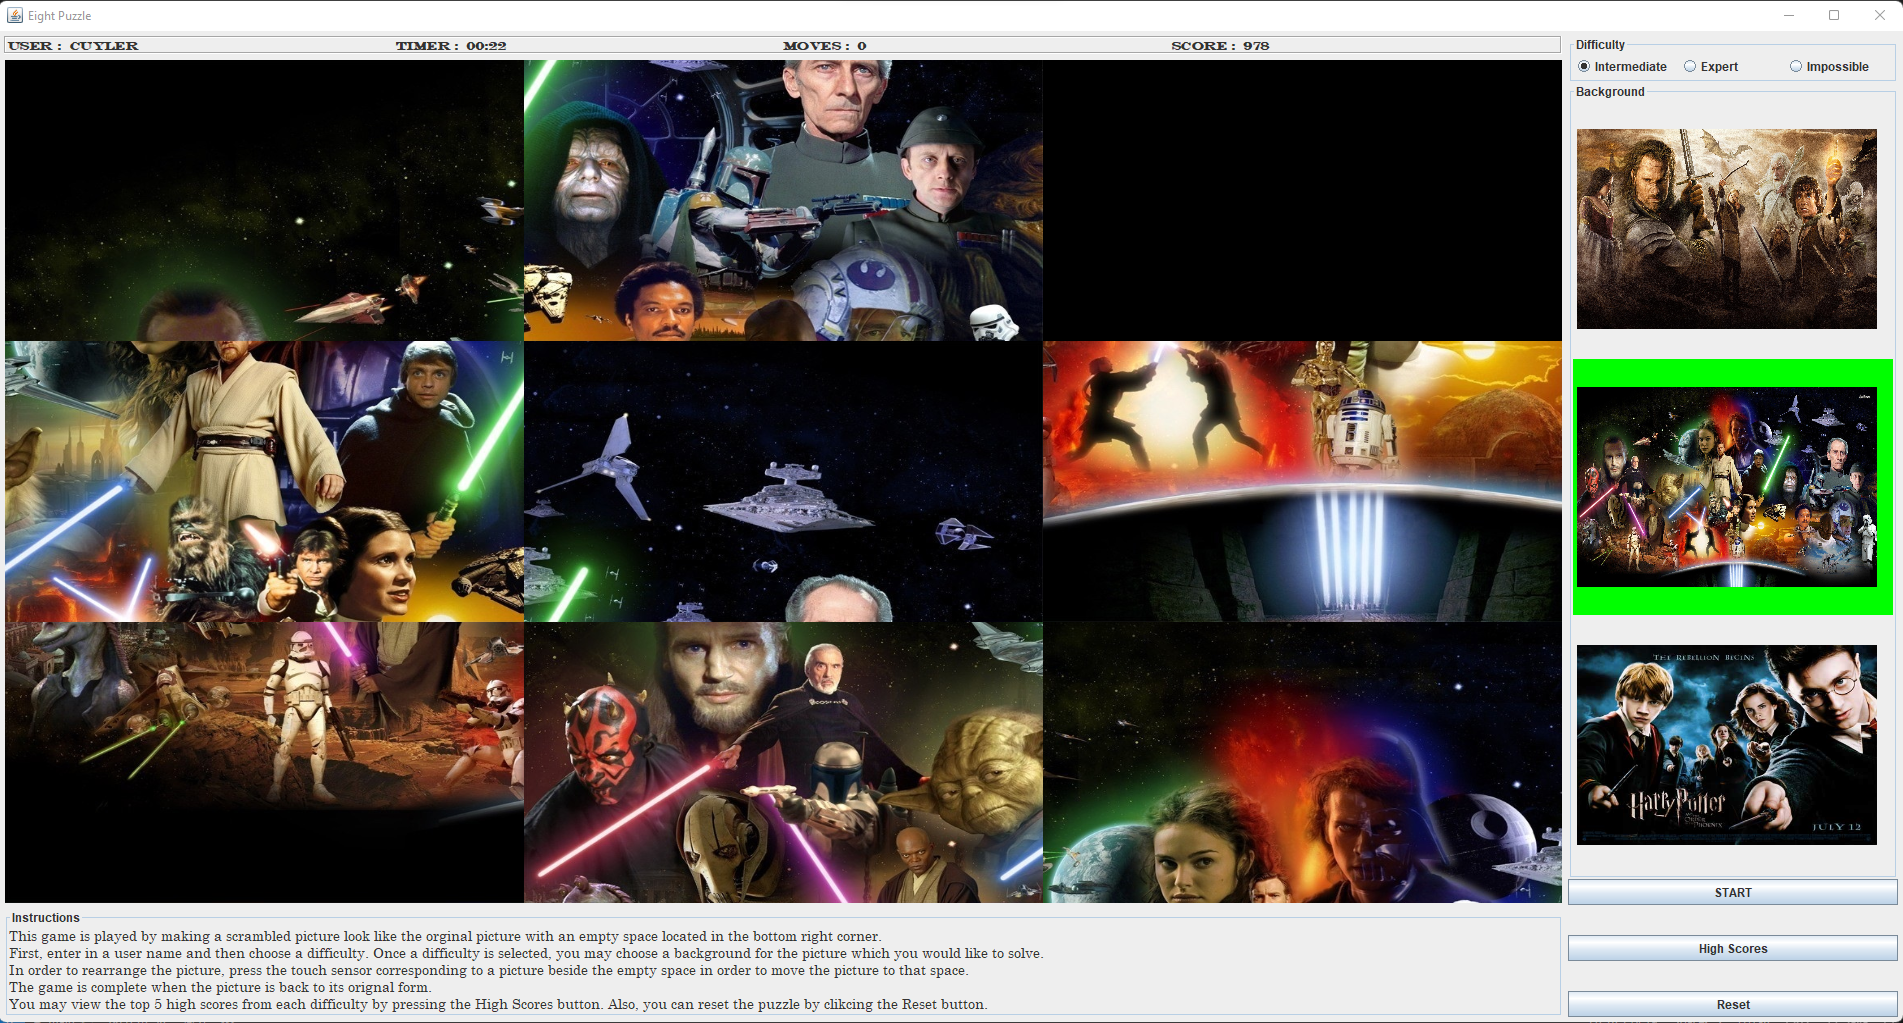 Eight Puzzle
USER : CUYLER
TIMER : 00:22
MOVES : 0
SCORE : 978
Difficulty
Intermediate
Expert
Impossible
Background
THE REBELLION BEGINS
Harry Potter
JULY 12
START
High Scores
Reset
Instructions
This game is played by making a scrambled picture look like the orginal picture with an empty space located in the bottom right corner.
First, enter in a user name and then choose a difficulty. Once a difficulty is selected, you may choose a background for the picture which you would like to solve.
In order to rearrange the picture, press the touch sensor corresponding to a picture beside the empty space in order to move the picture to that space.
The game is complete when the picture is back to its orignal form.
You may view the top 5 high scores from each difficulty by pressing the High Scores button. Also, you can reset the puzzle by clikcing the Reset button.